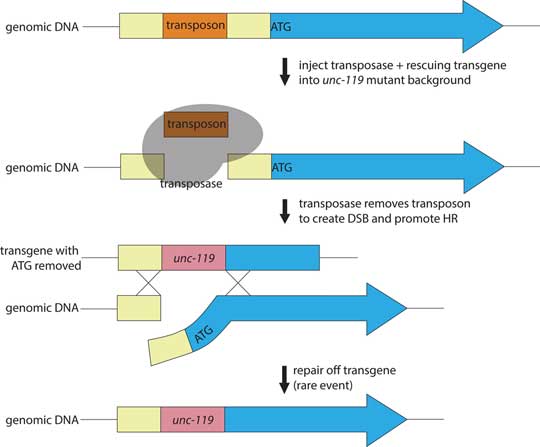 genomic DNA
transposon
ATG
inject transposase + rescuing transgene
into unc-119 mutant background
transposon
genomic DNA
ATG
transposase
transposase removes transposon
to create DSB and promote HR
transgene with
ATG removed
unc-119
genomic DNA
ATG
repair off transgene
(rare event)
genomic DNA
unc-119